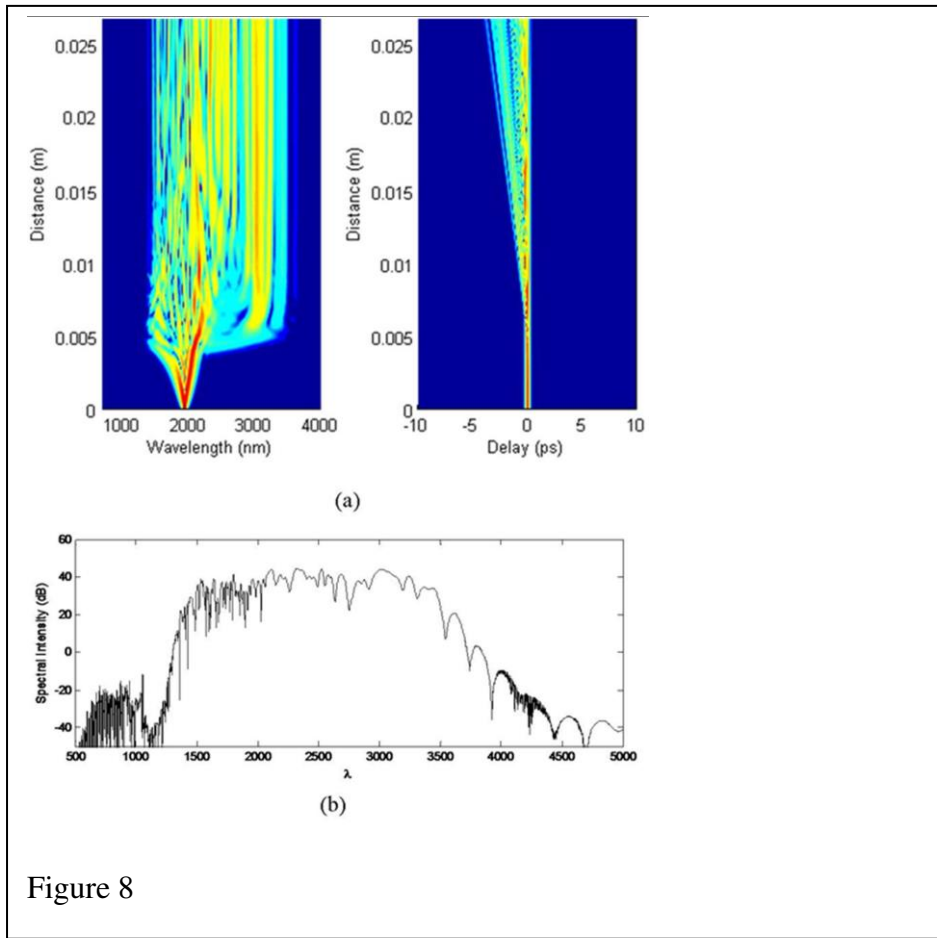 0.025
0.02
0.015
0.01
0.005
0
Distance (m)
1000 2000 3000 4000
Wavelength (nm)
0.025
0.02
0.015
0.01
0.005
0
Distance (m)
-10 -5 0 5 10
Delay (ps)
(a)
60
40
20
0
-20
-40
Spectral Intensity (dB)
500 1000 1500 2000 2500 3000 3500 4000 4500 5000
λ
(b)
Figure 8